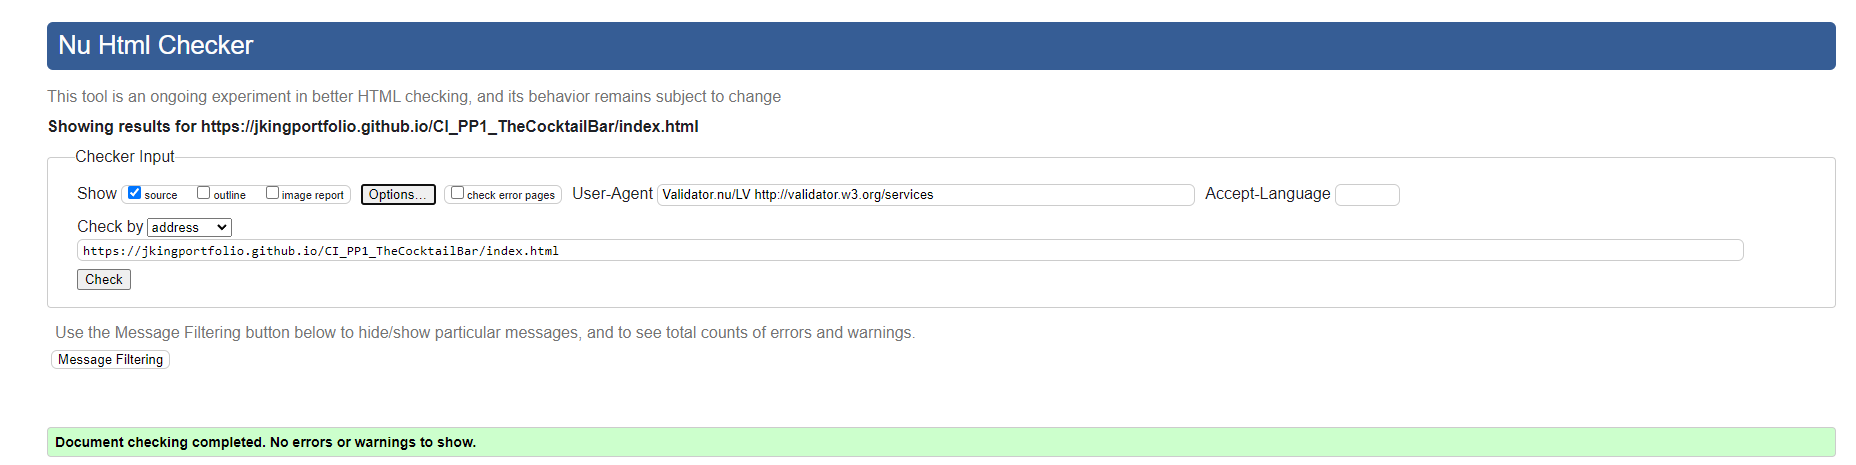 Nu Html Checker
This tool is an ongoing experiment in better HTML checking, and its behavior remains subject to change
Showing results for https://jkingportfolio.github.io/CI_PP1_TheCocktailBar/index.html
Checker Input
Show source outline image report Options... check error pages User-Agent Validator.nu/LV http://validator.w3.org/services Accept-Language
Check by address
https://jkingportfolio.github.io/CI_PP1_TheCocktailBar/index.html
Check
Use the Message Filtering button below to hide/show particular messages, and to see total counts of errors and warnings.
Message Filtering
Document checking completed. No errors or warnings to show.